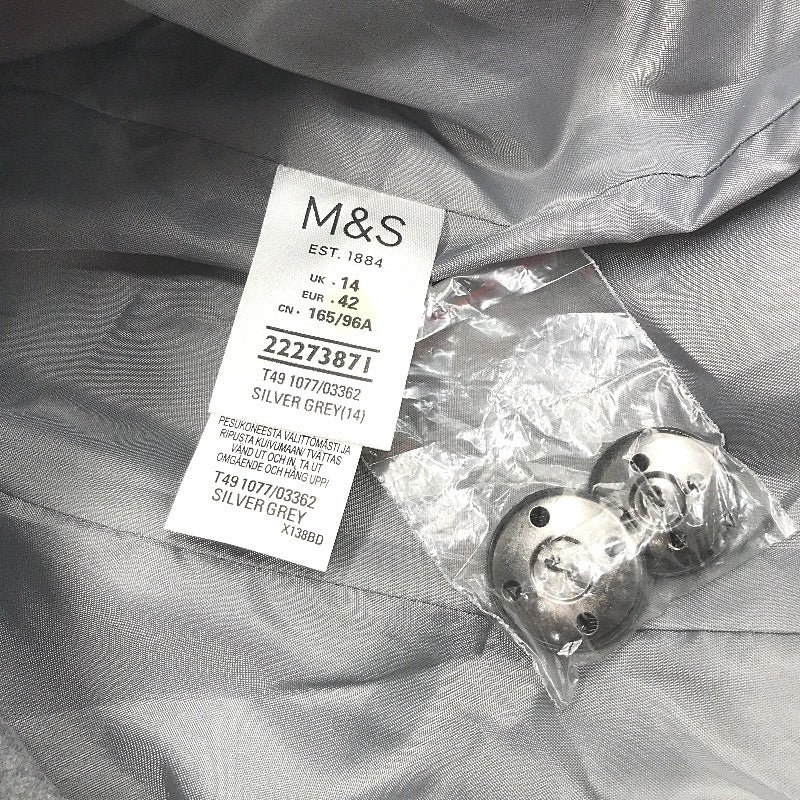 M&S
EST. 1884
UK · 14
EUR · 42
CN · 165/96A
22273871
T49 1077/03362
SILVER GREY(14)
PESUKONEESTA VALITTÖMÄSTI JA
RIPUSTA KUIVUMAAN/ TVÄTTAS
VÄND UT OCH IN, TA UT
OMGÅENDE OCH HÄNG UPP/
T49 1077/03362
SILVER GREY
X138BD